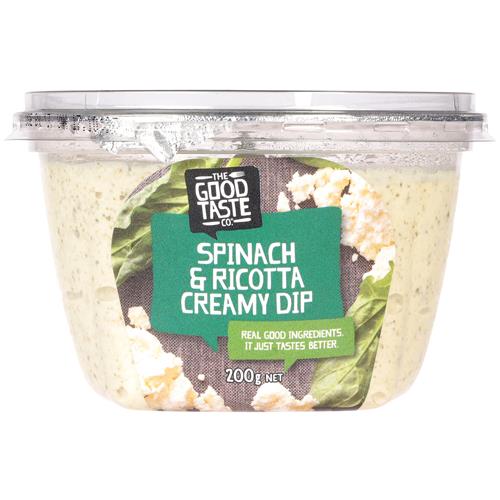 THE
GOOD
TASTE
CO.
SPINACH
& RICOTTA
CREAMY DIP
REAL GOOD INGREDIENTS.
IT JUST TASTES BETTER.
200g NET